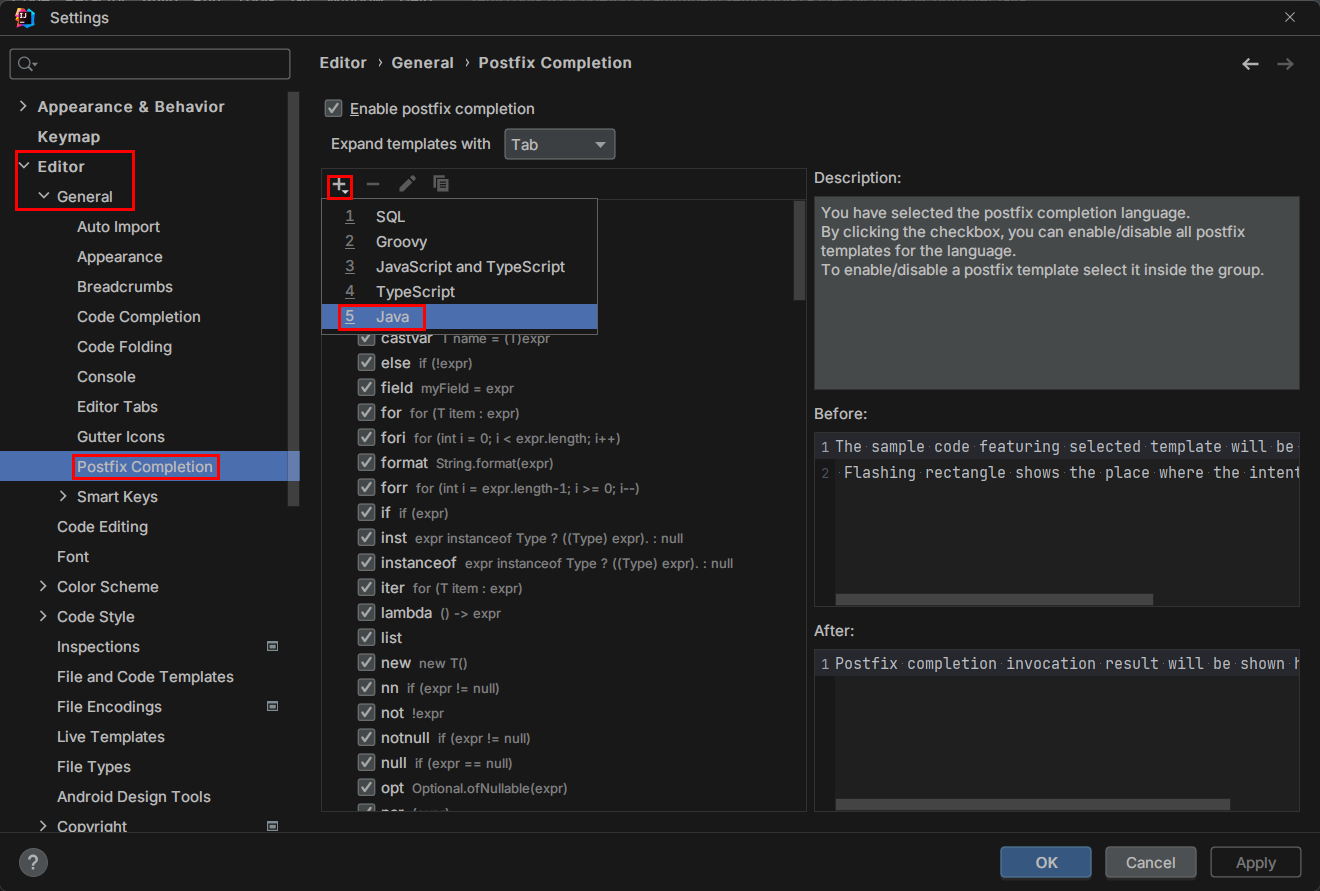 Settings
Editor › General › Postfix Completion
Appearance & Behavior
Keymap
Editor
General
Auto Import
Appearance
Breadcrumbs
Code Completion
Code Folding
Console
Editor Tabs
Gutter Icons
Postfix Completion
Smart Keys
Code Editing
Font
Color Scheme
Code Style
Inspections
File and Code Templates
File Encodings
Live Templates
File Types
Android Design Tools
Copyright
Enable postfix completion
Expand templates with Tab
1 SQL
2 Groovy
3 JavaScript and TypeScript
4 TypeScript
5 Java
castvar T name = (T)expr
else if (!expr)
field myField = expr
for for (T item : expr)
fori for (int i = 0; i < expr.length; i++)
format String.format(expr)
forr for (int i = expr.length-1; i >= 0; i--)
if if (expr)
inst expr instanceof Type ? ((Type) expr). : null
instanceof expr instanceof Type ? ((Type) expr). : null
iter for (T item : expr)
lambda () -> expr
list
new new T()
nn if (expr != null)
not !expr
notnull if (expr != null)
null if (expr == null)
opt Optional.ofNullable(expr)
Description:
You have selected the postfix completion language.
By clicking the checkbox, you can enable/disable all postfix
templates for the language.
To enable/disable a postfix template select it inside the group.
Before:
1 The sample code featuring selected template will be
2 Flashing rectangle shows the place where the intent
After:
1 Postfix completion invocation result will be shown h
?
OK
Cancel
Apply